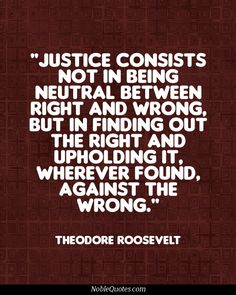 "JUSTICE CONSISTS
NOT IN BEING
NEUTRAL BETWEEN
RIGHT AND WRONG,
BUT IN FINDING OUT
THE RIGHT AND
UPHOLDING IT,
WHEREVER FOUND,
AGAINST THE
WRONG."
THEODORE ROOSEVELT
NobleQuotes.com